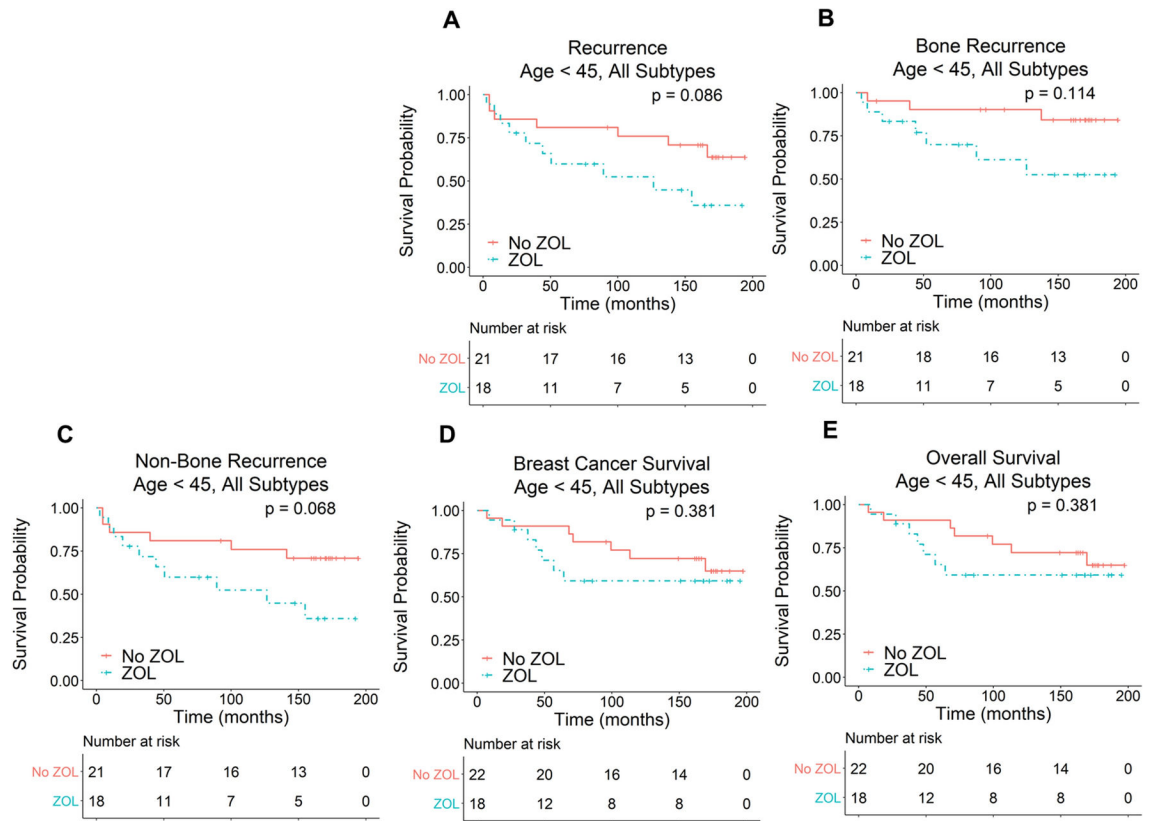 A
Recurrence
Age < 45, All Subtypes
p = 0.086
Survival Probability
1.00
0.75
0.50
0.25
0.00
No ZOL
ZOL
0 50 100 150 200
Time (months)
Number at risk
No ZOL 21 17 16 13 0
ZOL 18 11 7 5 0
B
Bone Recurrence
Age < 45, All Subtypes
p = 0.114
Survival Probability
1.00
0.75
0.50
0.25
0.00
No ZOL
ZOL
0 50 100 150 200
Time (months)
Number at risk
No ZOL 21 18 16 13 0
ZOL 18 11 7 5 0
C
Non-Bone Recurrence
Age < 45, All Subtypes
p = 0.068
Survival Probability
1.00
0.75
0.50
0.25
0.00
No ZOL
ZOL
0 50 100 150 200
Time (months)
Number at risk
No ZOL 21 17 16 13 0
ZOL 18 11 7 5 0
D
Breast Cancer Survival
Age < 45, All Subtypes
p = 0.381
Survival Probability
1.00
0.75
0.50
0.25
0.00
No ZOL
ZOL
0 50 100 150 200
Time (months)
Number at risk
No ZOL 22 20 16 14 0
ZOL 18 12 8 8 0
E
Overall Survival
Age < 45, All Subtypes
p = 0.381
Survival Probability
1.00
0.75
0.50
0.25
0.00
No ZOL
ZOL
0 50 100 150 200
Time (months)
Number at risk
No ZOL 22 20 16 14 0
ZOL 18 12 8 8 0